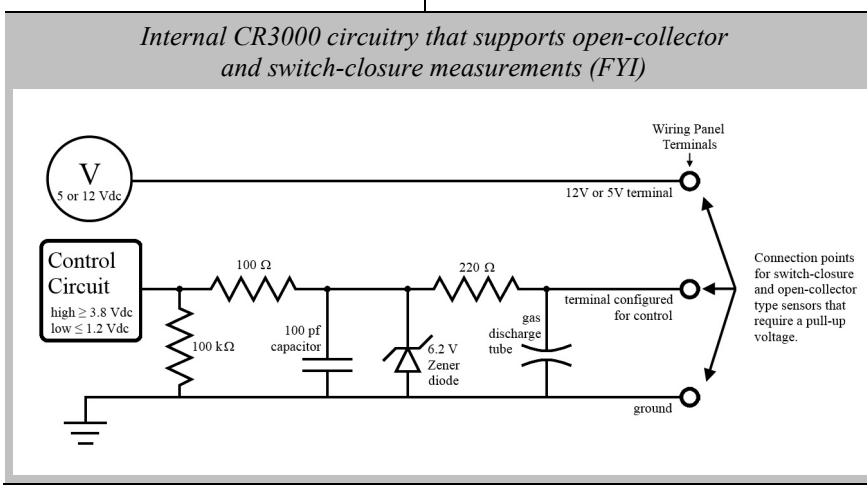 Internal CR3000 circuitry that supports open-collector
and switch-closure measurements (FYI)
Wiring Panel
Terminals
V
5 or 12 Vdc
12V or 5V terminal
Control
Circuit
high ≥ 3.8 Vdc
low ≤ 1.2 Vdc
100 Ω
220 Ω
terminal configured
for control
Connection points
for switch-closure
and open-collector
type sensors that
require a pull-up
voltage.
100 kΩ
100 pf
capacitor
6.2 V
Zener
diode
gas
discharge
tube
ground